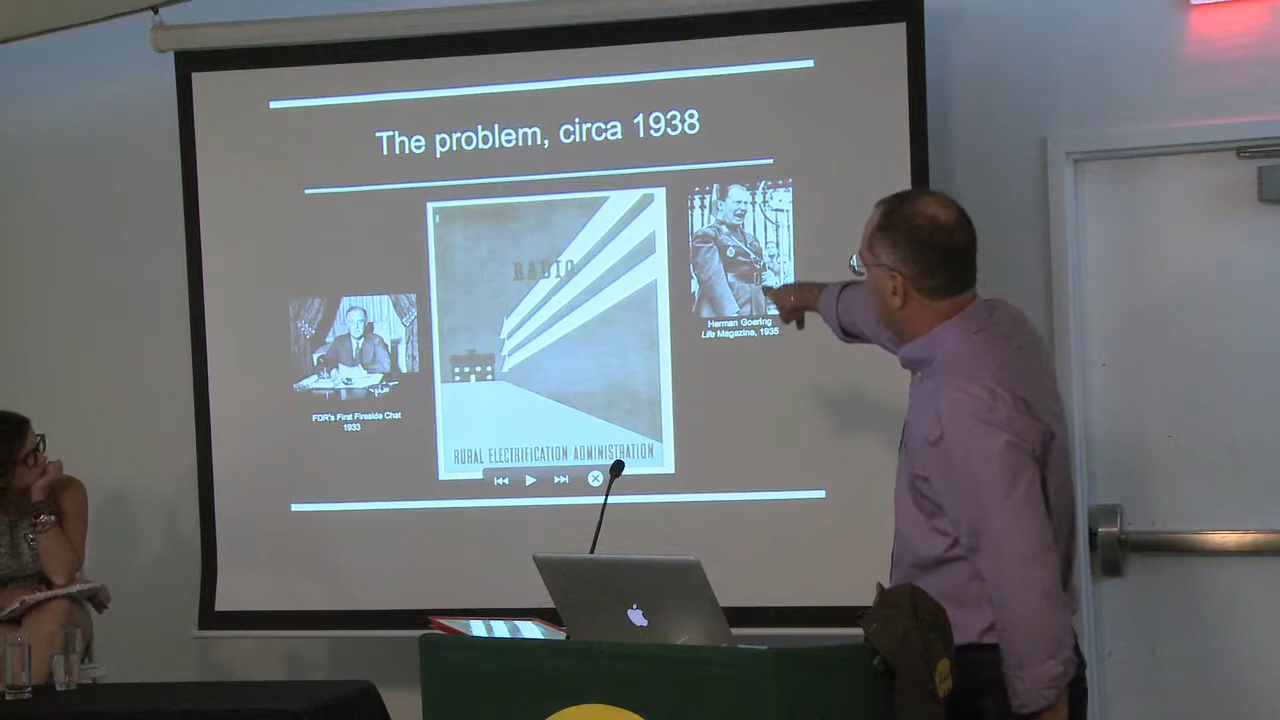 The problem, circa 1938
RADIO
RURAL ELECTRIFICATION ADMINISTRATION
FDR's First Fireside Chat
1933
Herman Goering
Life Magazine, 1935